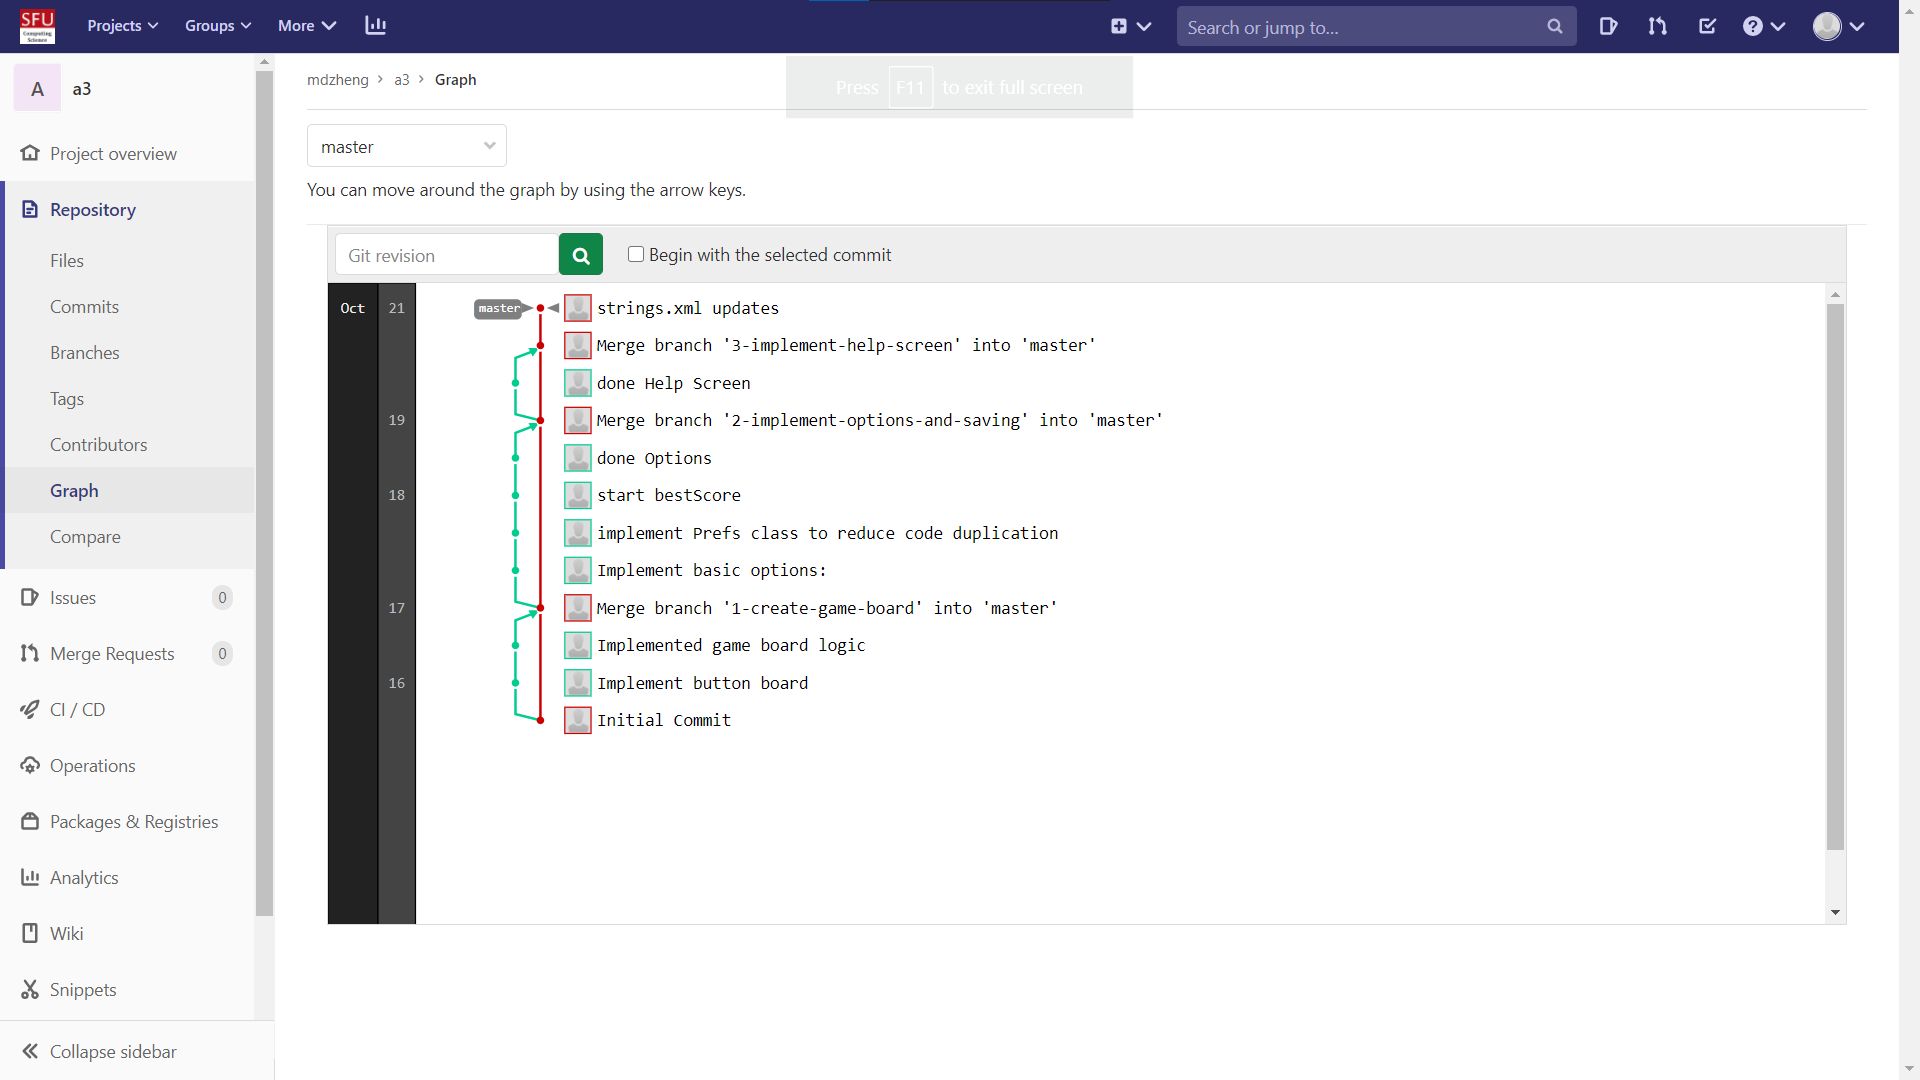 SFU
Computing
Science
Projects
Groups
More
Search or jump to...
A
a3
mdzheng > a3 > Graph
Press F11 to exit full screen
Project overview
master
Repository
You can move around the graph by using the arrow keys.
Files
Git revision
Begin with the selected commit
Commits
Branches
Tags
Contributors
Graph
Compare
Issues 0
Merge Requests 0
CI / CD
Operations
Packages & Registries
Analytics
Wiki
Snippets
Collapse sidebar
Oct 21 master strings.xml updates
Merge branch '3-implement-help-screen' into 'master'
done Help Screen
19 Merge branch '2-implement-options-and-saving' into 'master'
done Options
18 start bestScore
implement Prefs class to reduce code duplication
Implement basic options:
17 Merge branch '1-create-game-board' into 'master'
Implemented game board logic
16 Implement button board
Initial Commit